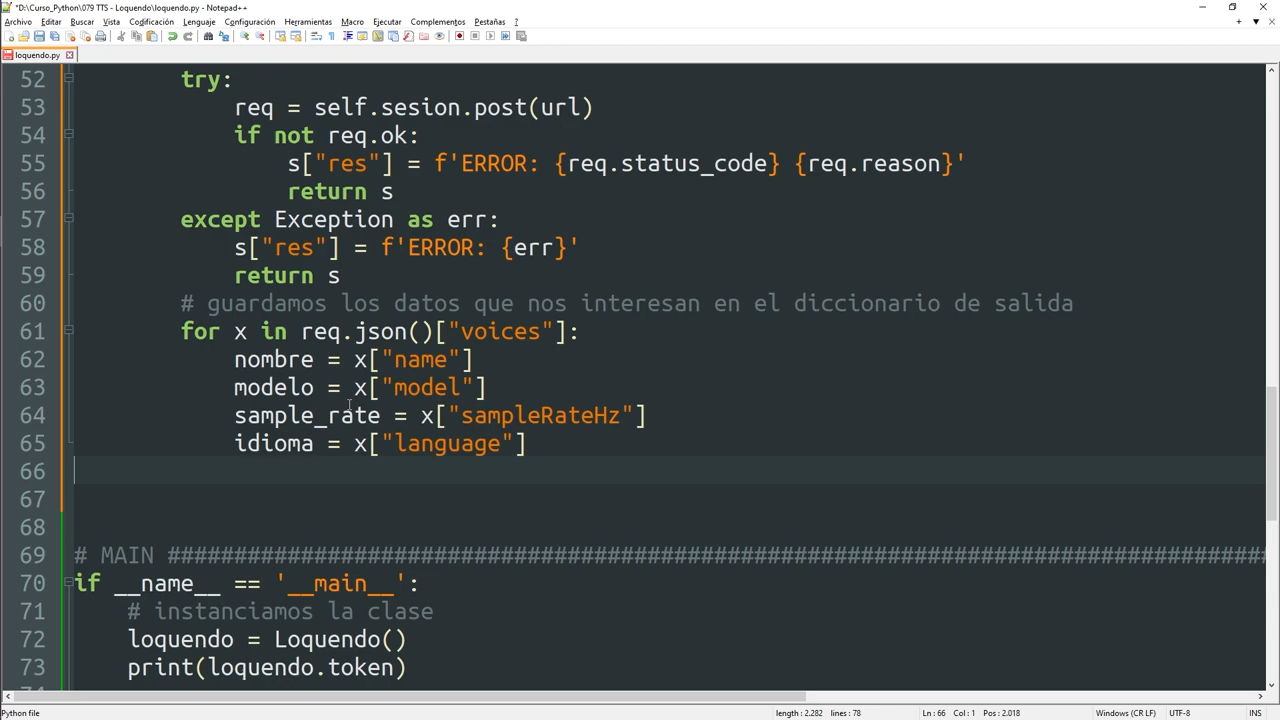 *D:\Curso_Python\079 TTS - Loquendo\loquendo.py - Notepad++
Archivo Editar Buscar Vista Codificación Lenguaje Configuración Herramientas Macro Ejecutar Complementos Pestañas ?
loquendo.py
52 try:
53 req = self.sesion.post(url)
54 if not req.ok:
55 s["res"] = f'ERROR: {req.status_code} {req.reason}'
56 return s
57 except Exception as err:
58 s["res"] = f'ERROR: {err}'
59 return s
60 # guardamos los datos que nos interesan en el diccionario de salida
61 for x in req.json()["voices"]:
62 nombre = x["name"]
63 modelo = x["model"]
64 sample_rate = x["sampleRateHz"]
65 idioma = x["language"]
66
67
68
69 # MAIN ###################################################################################
70 if __name__ == '__main__':
71 # instanciamos la clase
72 loquendo = Loquendo()
73 print(loquendo.token)
Python file length : 2.282 lines : 78 Ln : 66 Col : 1 Pos : 2.018 Windows (CR LF) UTF-8 INS